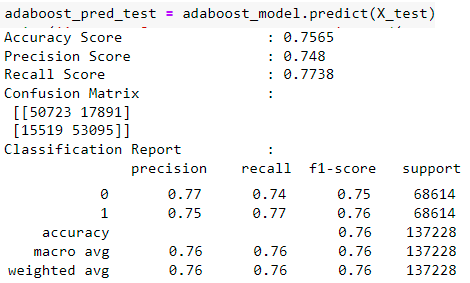 adaboost_pred_test = adaboost_model.predict(X_test)
Accuracy Score : 0.7565
Precision Score : 0.748
Recall Score : 0.7738
Confusion Matrix :
[[50723 17891]
[15519 53095]]
Classification Report :
precision recall f1-score support
0 0.77 0.74 0.75 68614
1 0.75 0.77 0.76 68614
accuracy 0.76 137228
macro avg 0.76 0.76 0.76 137228
weighted avg 0.76 0.76 0.76 137228